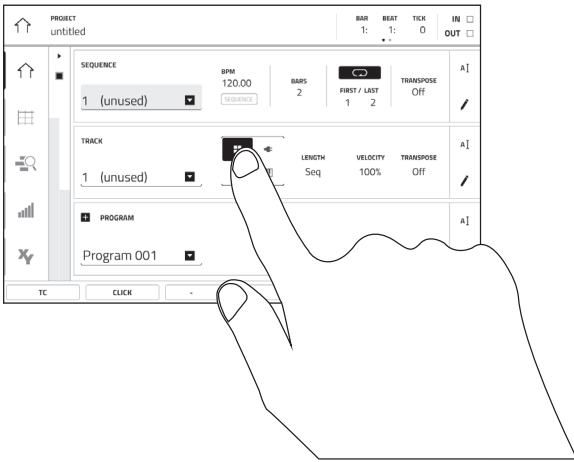 PROJECT
untitled
BAR BEAT TICK
1: 1: 0
IN
OUT
SEQUENCE
1 (unused)
BPM
120.00
SEQUENCE
BARS
2
FIRST / LAST
1 2
TRANSPOSE
Off
TRACK
1 (unused)
LENGTH
Seq
VELOCITY
100%
TRANSPOSE
Off
PROGRAM
Program 001
XY
TC CLICK -